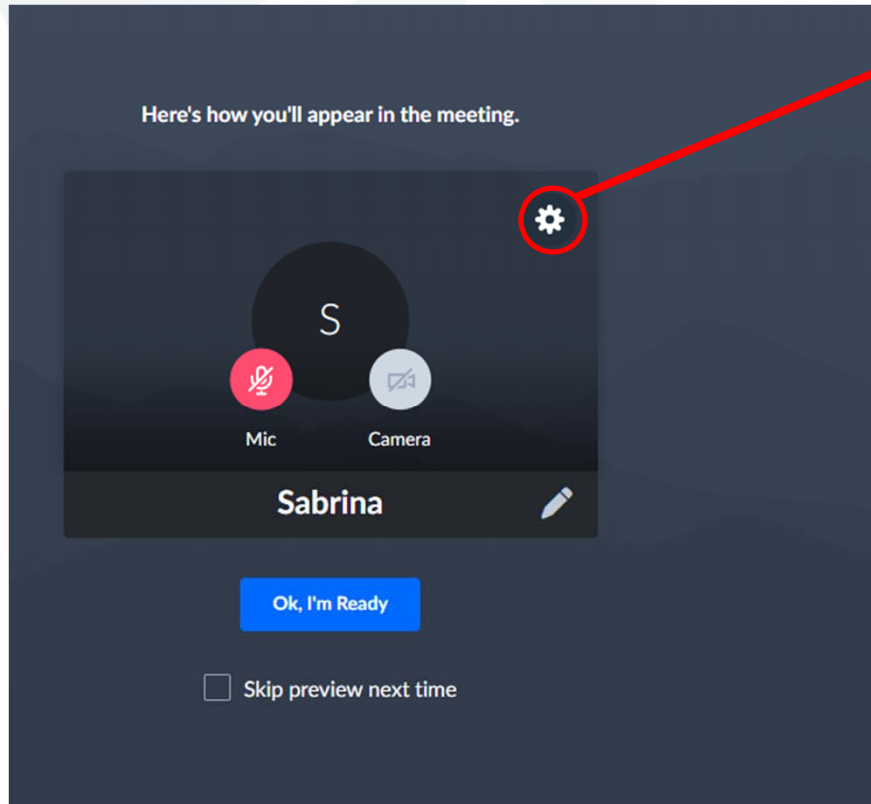 Here's how you'll appear in the meeting.
S
Mic Camera
Sabrina
Ok, I'm Ready
Skip preview next time